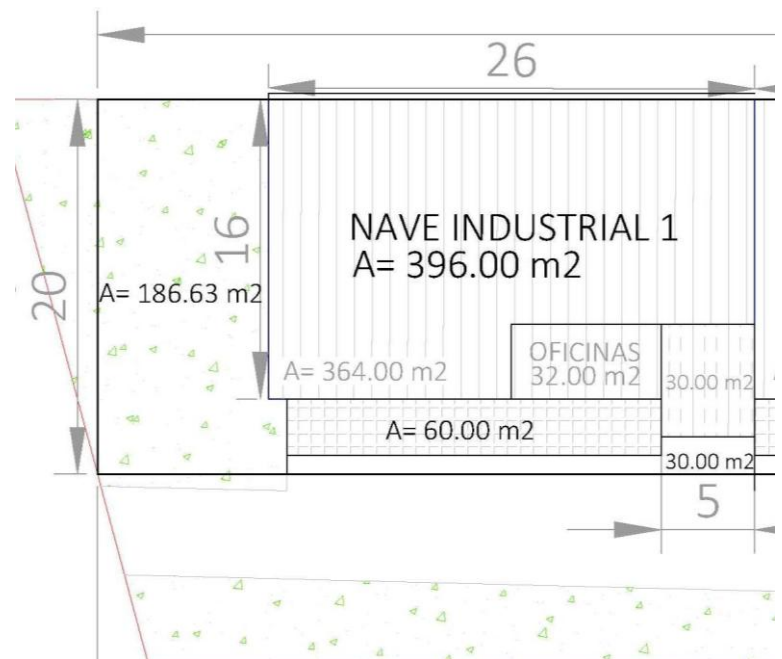 26
NAVE INDUSTRIAL 1
A= 396.00 m2
16
20
A= 186.63 m2
OFICINAS
32.00 m2
A= 364.00 m2
30.00 m2
A= 60.00 m2
30.00 m2
5